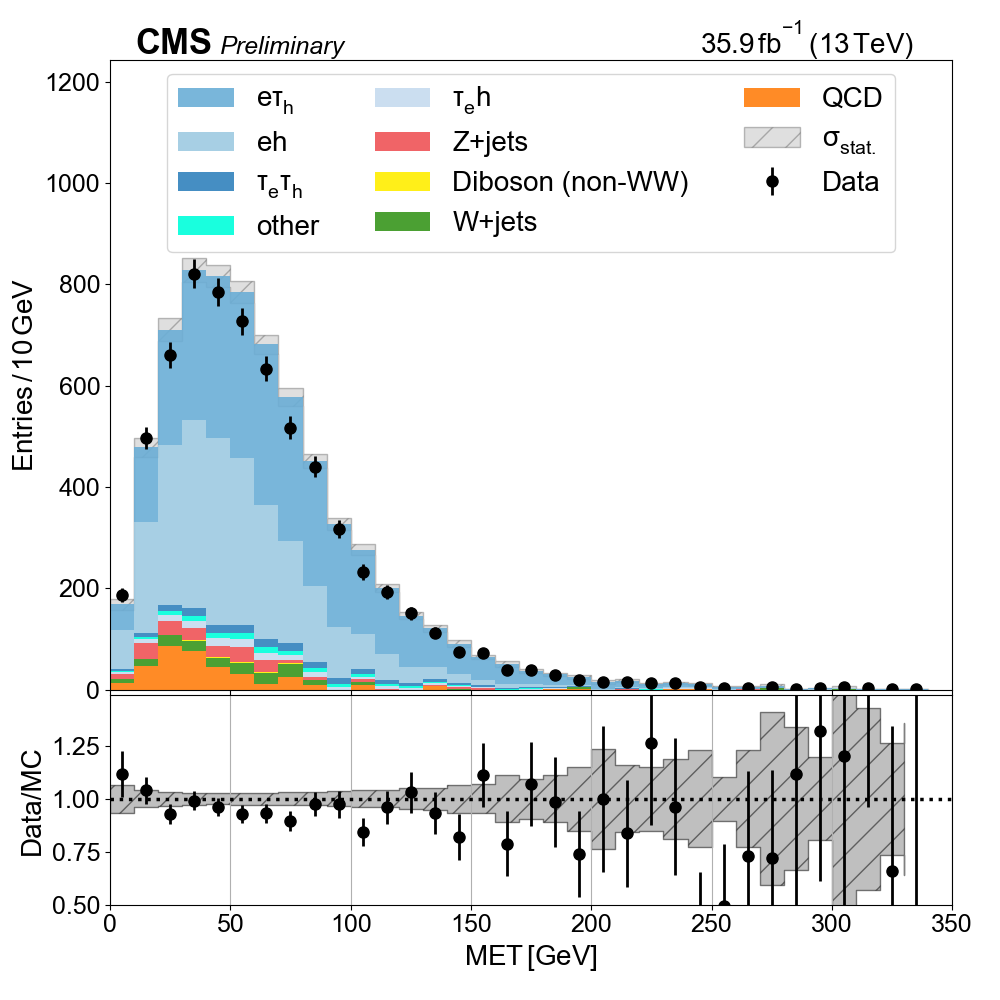 CMS Preliminary
35.9 fb⁻¹ (13 TeV)
eτh
eh
τeτh
other
τeh
Z+jets
Diboson (non-WW)
W+jets
QCD
σstat.
Data
1200
1000
800
600
400
200
0
Entries / 10 GeV
1.25
1.00
0.75
0.50
Data/MC
0 50 100 150 200 250 300 350
MET [GeV]